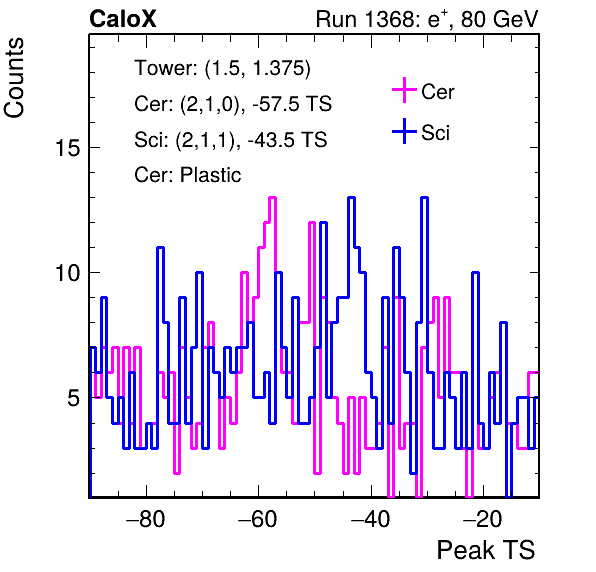 CaloX Run 1368: e⁺, 80 GeV
Counts
Tower: (1.5, 1.375)
Cer: (2,1,0), -57.5 TS
Sci: (2,1,1), -43.5 TS
Cer: Plastic
Cer
Sci
15
10
5
−80 −60 −40 −20
Peak TS